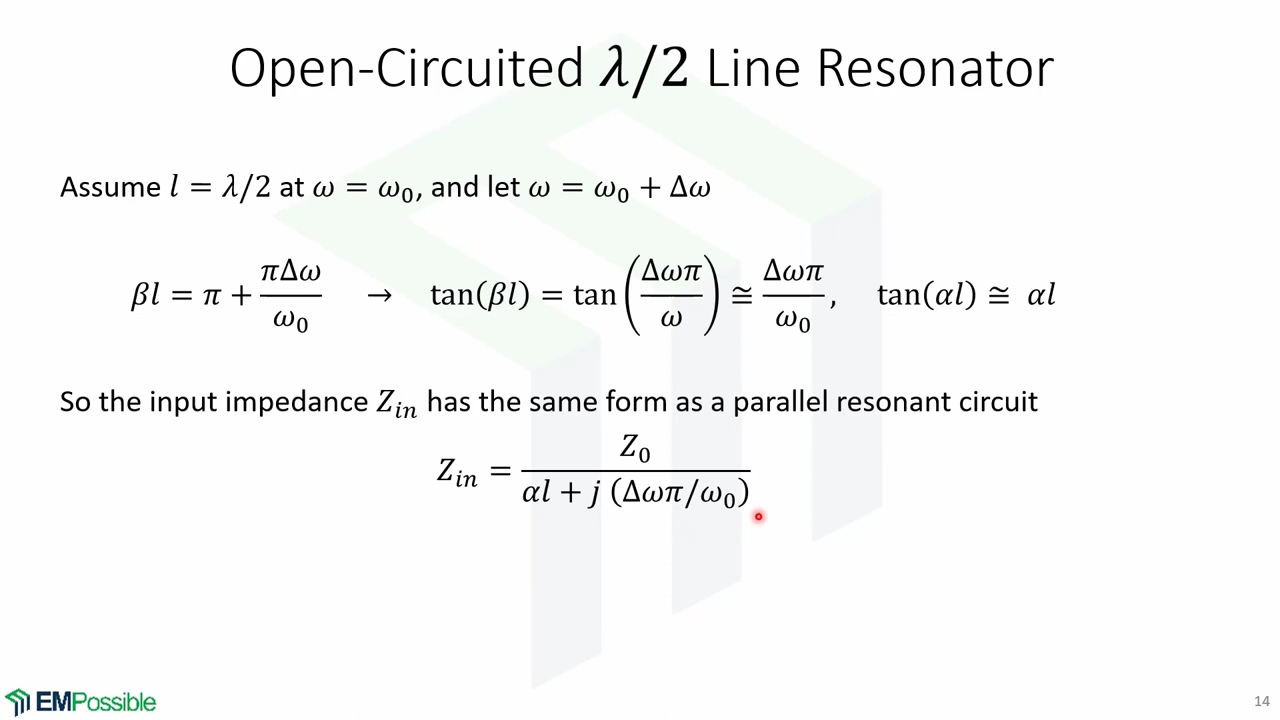 Open-Circuited λ/2 Line Resonator
Assume l = λ/2 at ω = ω₀, and let ω = ω₀ + Δω
βl = π + πΔω/ω₀ → tan(βl) = tan(Δωπ/ω) ≅ Δωπ/ω₀, tan(αl) ≅ αl
So the input impedance Z_in has the same form as a parallel resonant circuit
Z_in = Z₀/(αl + j (Δωπ/ω₀))
EMPossible
14